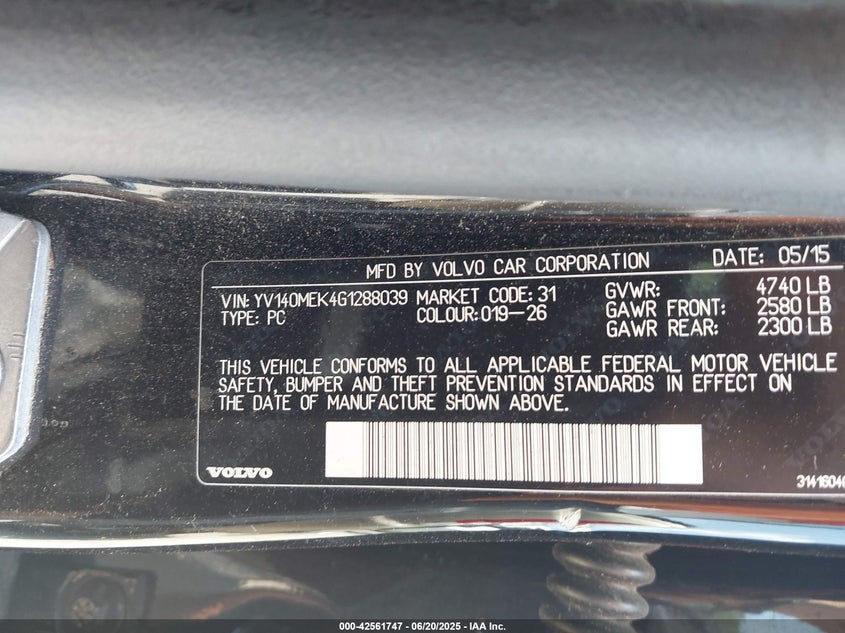 MFD BY VOLVO CAR CORPORATION DATE: 05/15
VIN: YV140MEK4G1288039 MARKET CODE: 31 GVWR: 4740 LB
TYPE: PC COLOUR: 019-26 GAWR FRONT: 2580 LB
GAWR REAR: 2300 LB
THIS VEHICLE CONFORMS TO ALL APPLICABLE FEDERAL MOTOR VEHICLE
SAFETY, BUMPER AND THEFT PREVENTION STANDARDS IN EFFECT ON
THE DATE OF MANUFACTURE SHOWN ABOVE.
VOLVO
000-42561747 - 06/20/2025 - IAA Inc.